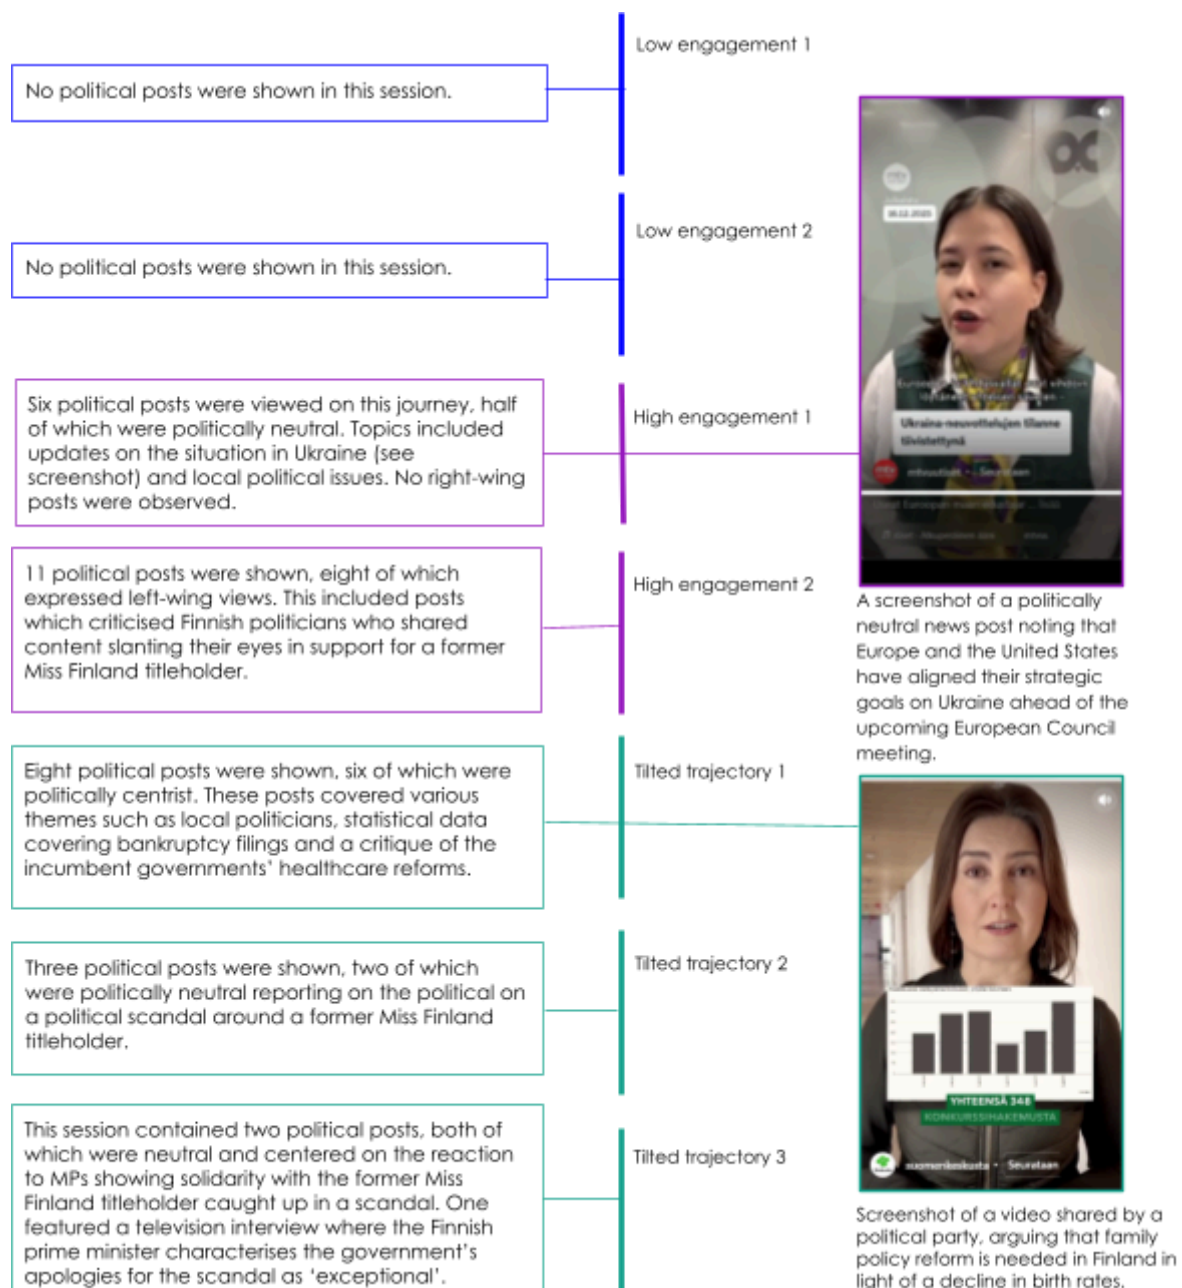 Low engagement 1
No political posts were shown in this session.
Low engagement 2
No political posts were shown in this session.
High engagement 1
Six political posts were viewed on this journey, half
of which were politically neutral. Topics included
updates on the situation in Ukraine (see
screenshot) and local political issues. No right-wing
posts were observed.
16.12.2025
Ukraina-neuvottelujen tilanne
tiivistettynä
mtvuutiset • Seurataan
A screenshot of a politically
neutral news post noting that
Europe and the United States
have aligned their strategic
goals on Ukraine ahead of the
upcoming European Council
meeting.
High engagement 2
11 political posts were shown, eight of which
expressed left-wing views. This included posts
which criticised Finnish politicians who shared
content slanting their eyes in support for a former
Miss Finland titleholder.
Tilted trajectory 1
Eight political posts were shown, six of which were
politically centrist. These posts covered various
themes such as local politicians, statistical data
covering bankruptcy filings and a critique of the
incumbent governments' healthcare reforms.
YHTEENSÄ 348
KONKURSSIHAKEMUSTA
suomenkeskusta • Seurataan
Screenshot of a video shared by a
political party, arguing that family
policy reform is needed in Finland in
light of a decline in birth rates.
Tilted trajectory 2
Three political posts were shown, two of which
were politically neutral reporting on the political on
a political scandal around a former Miss Finland
titleholder.
Tilted trajectory 3
This session contained two political posts, both of
which were neutral and centered on the reaction
to MPs showing solidarity with the former Miss
Finland titleholder caught up in a scandal. One
featured a television interview where the Finnish
prime minister characterises the government's
apologies for the scandal as 'exceptional'.